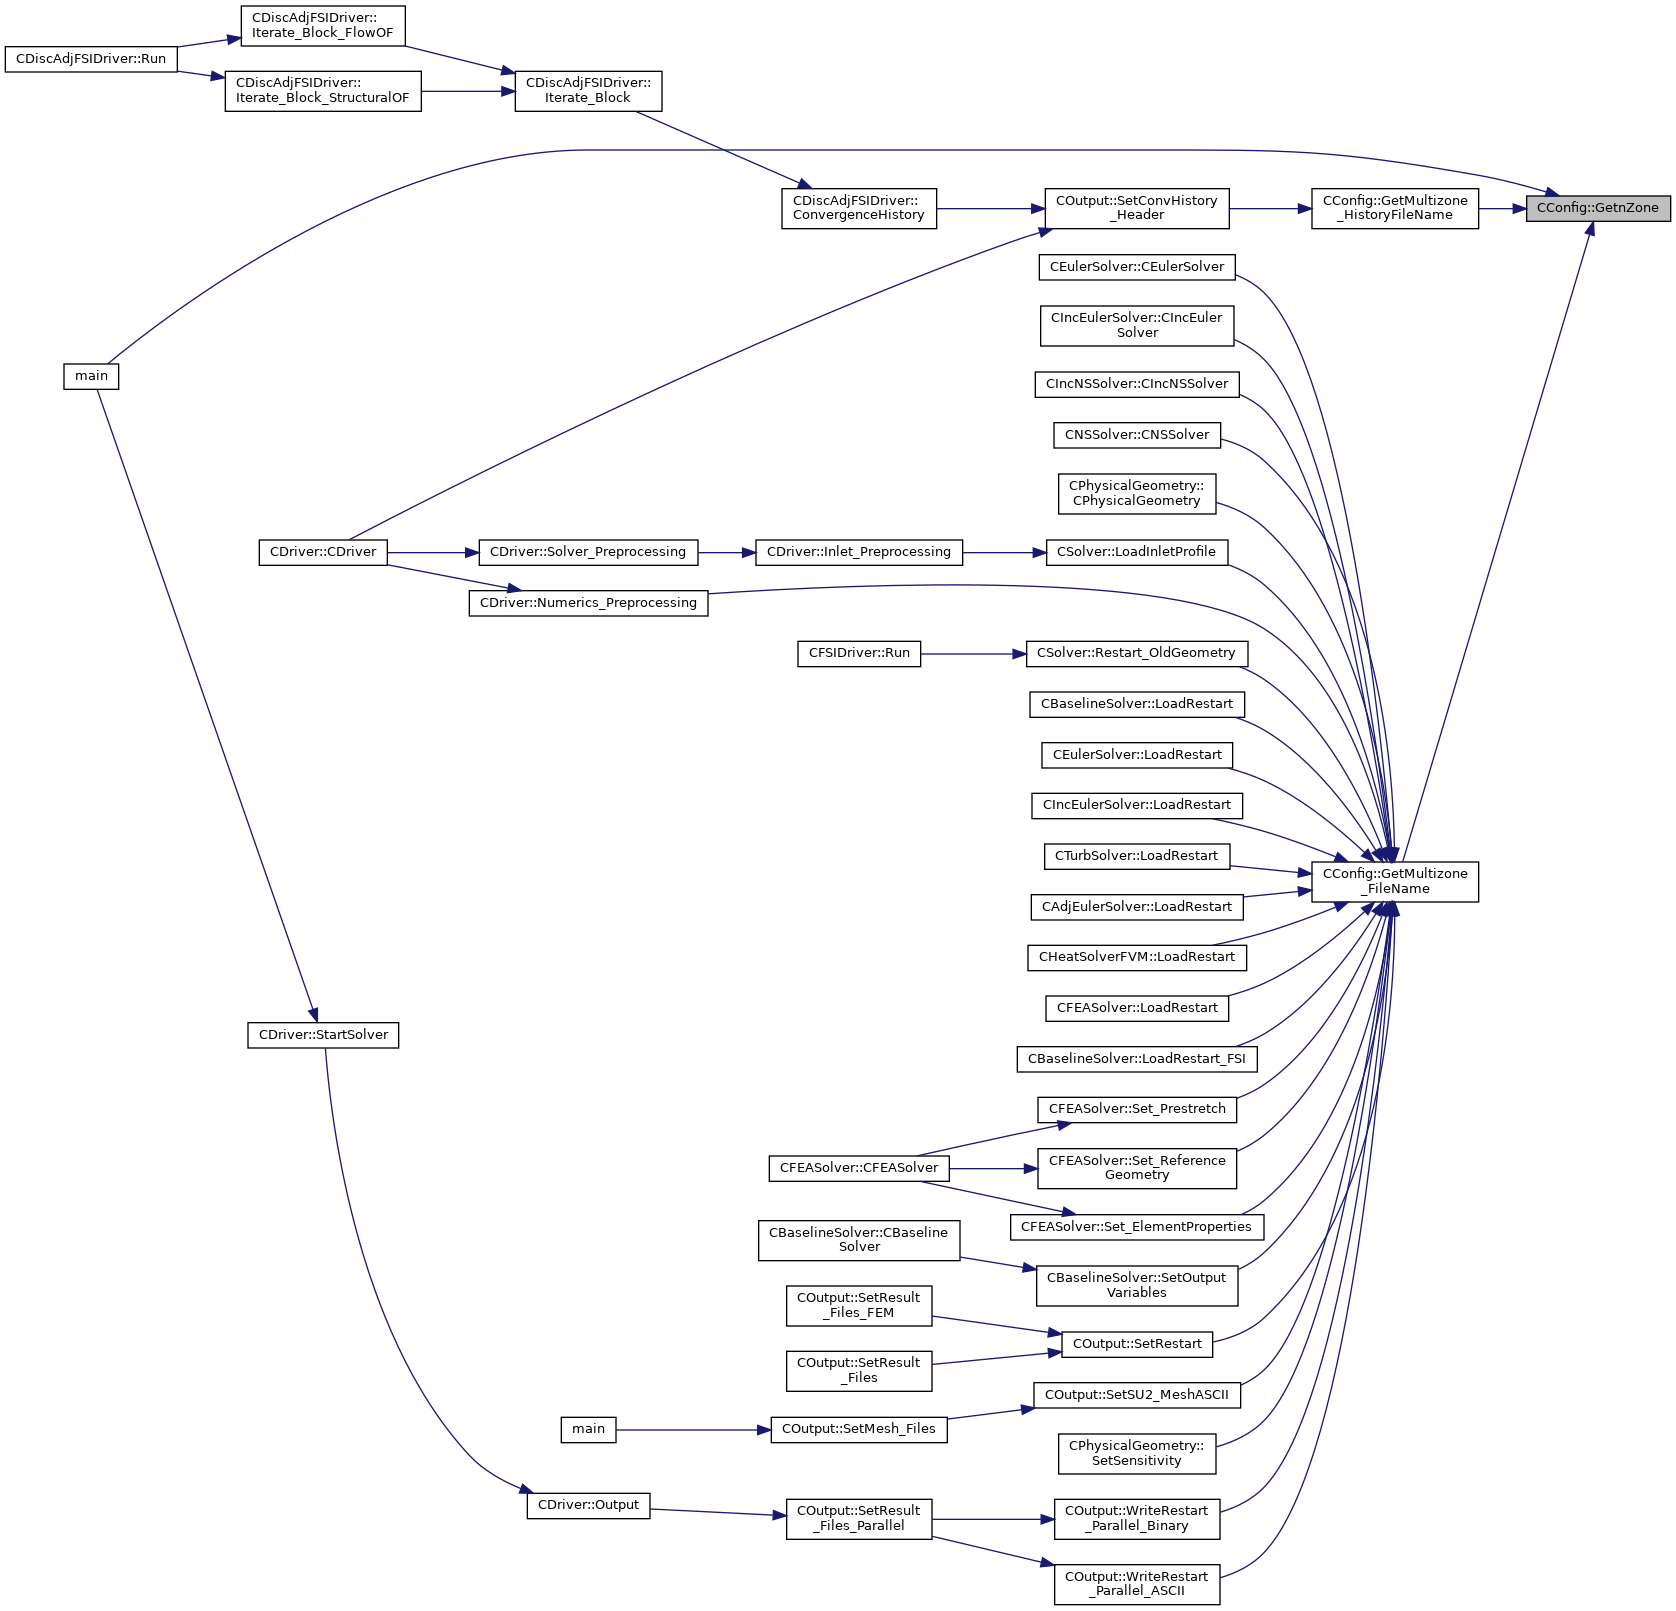 CDiscAdjFSIDriver::
Iterate_Block_FlowOF
CDiscAdjFSIDriver::Run
CDiscAdjFSIDriver::
Iterate_Block_StructuralOF
CDiscAdjFSIDriver::
Iterate_Block
CDiscAdjFSIDriver::
ConvergenceHistory
COutput::SetConvHistory
_Header
CConfig::GetMultizone
_HistoryFileName
CConfig::GetnZone
CEulerSolver::CEulerSolver
CIncEulerSolver::CIncEuler
Solver
main
CIncNSSolver::CIncNSSolver
CNSSolver::CNSSolver
CPhysicalGeometry::
CPhysicalGeometry
CDriver::CDriver
CDriver::Solver_Preprocessing
CDriver::Inlet_Preprocessing
CSolver::LoadInletProfile
CDriver::Numerics_Preprocessing
CFSIDriver::Run
CSolver::Restart_OldGeometry
CBaselineSolver::LoadRestart
CEulerSolver::LoadRestart
CIncEulerSolver::LoadRestart
CTurbSolver::LoadRestart
CConfig::GetMultizone
_FileName
CAdjEulerSolver::LoadRestart
CHeatSolverFVM::LoadRestart
CFEASolver::LoadRestart
CDriver::StartSolver
CBaselineSolver::LoadRestart_FSI
CFEASolver::Set_Prestretch
CFEASolver::CFEASolver
CFEASolver::Set_Reference
Geometry
CFEASolver::Set_ElementProperties
CBaselineSolver::CBaseline
Solver
CBaselineSolver::SetOutput
Variables
COutput::SetResult
_Files_FEM
COutput::SetRestart
COutput::SetResult
_Files
COutput::SetSU2_MeshASCII
main
COutput::SetMesh_Files
CPhysicalGeometry::
SetSensitivity
CDriver::Output
COutput::SetResult
_Files_Parallel
COutput::WriteRestart
_Parallel_Binary
COutput::WriteRestart
_Parallel_ASCII